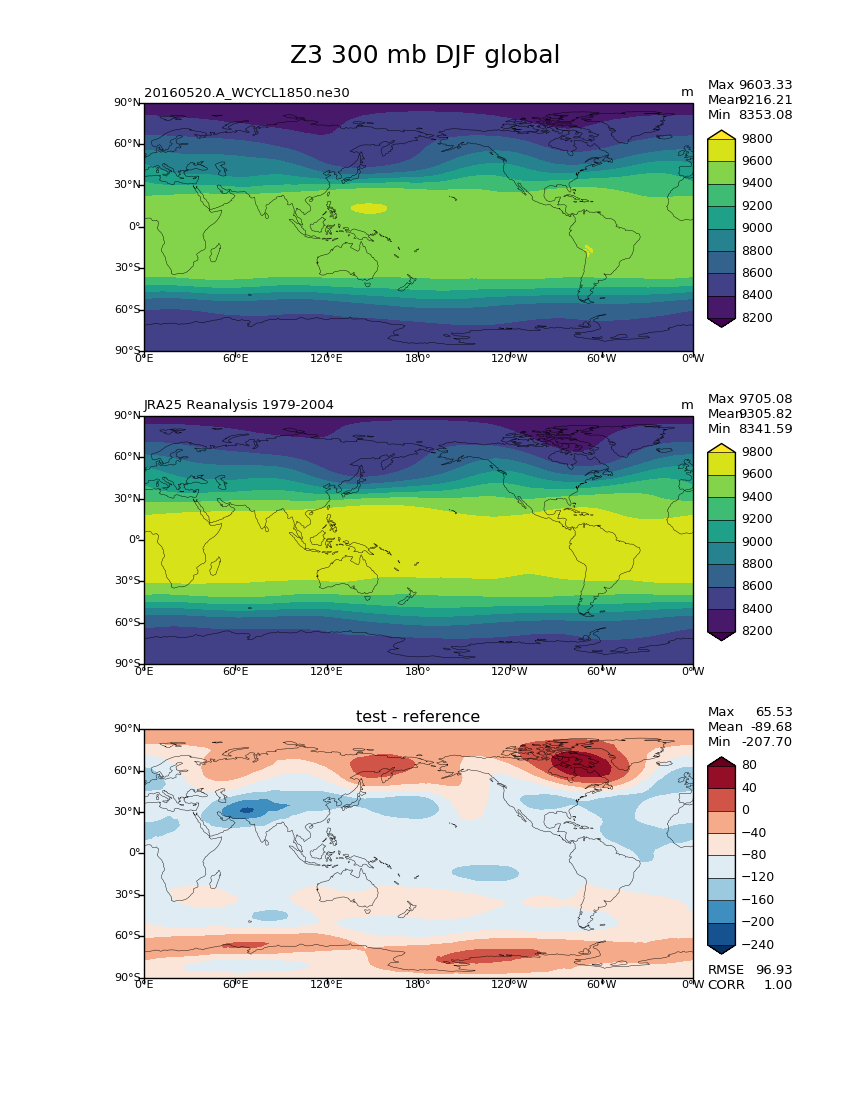 Z3 300 mb DJF global
20160520.A_WCYCL1850.ne30
m
Max 9603.33
Mean 9216.21
Min 8353.08
90°N
60°N
30°N
0°
30°S
60°S
90°S
0°E 60°E 120°E 180° 120°W 60°W 0°W
9800
9600
9400
9200
9000
8800
8600
8400
8200
JRA25 Reanalysis 1979-2004
m
Max 9705.08
Mean 9305.82
Min 8341.59
90°N
60°N
30°N
0°
30°S
60°S
90°S
0°E 60°E 120°E 180° 120°W 60°W 0°W
9800
9600
9400
9200
9000
8800
8600
8400
8200
test - reference
Max 65.53
Mean -89.68
Min -207.70
90°N
60°N
30°N
0°
30°S
60°S
90°S
0°E 60°E 120°E 180° 120°W 60°W 0°W
80
40
0
−40
−80
−120
−160
−200
−240
RMSE 96.93
CORR 1.00